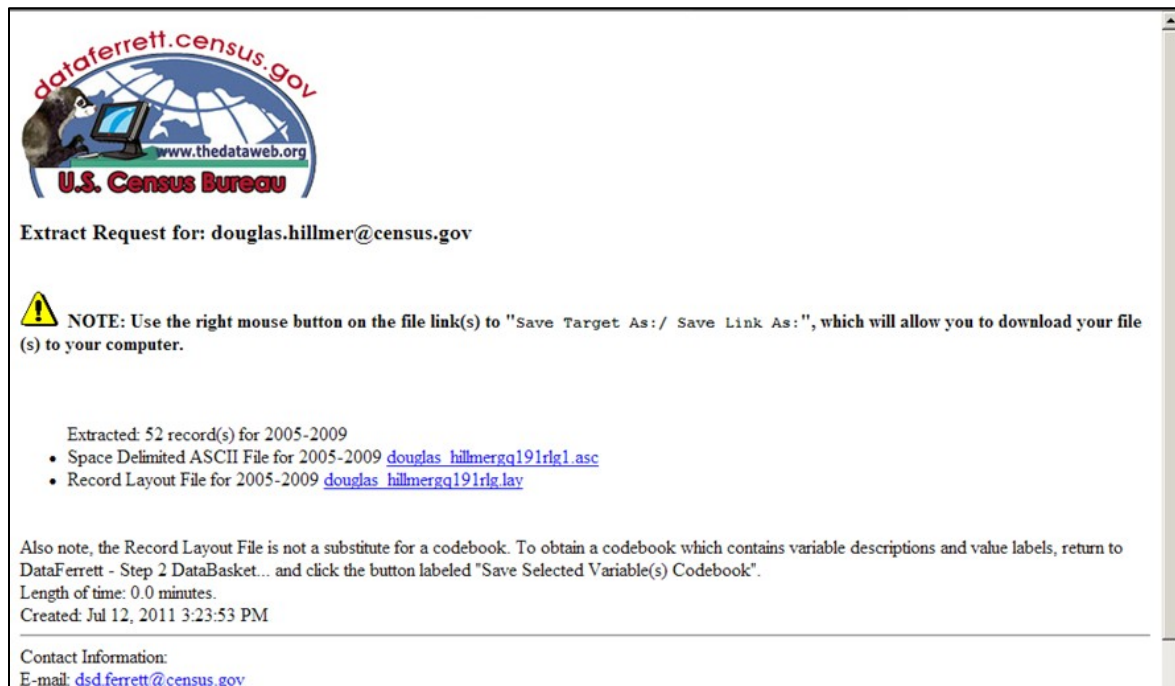 dataferrett.census.gov
www.thedataweb.org
U.S. Census Bureau
Extract Request for: douglas.hillmer@census.gov
NOTE: Use the right mouse button on the file link(s) to "Save Target As:/ Save Link As:", which will allow you to download your file
(s) to your computer.
Extracted: 52 record(s) for 2005-2009
• Space Delimited ASCII File for 2005-2009 douglas_hillmergq191rlg1.asc
• Record Layout File for 2005-2009 douglas_hillmergq191rlg.lay
Also note, the Record Layout File is not a substitute for a codebook. To obtain a codebook which contains variable descriptions and value labels, return to
DataFerrett - Step 2 DataBasket... and click the button labeled "Save Selected Variable(s) Codebook".
Length of time: 0.0 minutes.
Created: Jul 12, 2011 3:23:53 PM
Contact Information:
E-mail: dsd.ferrett@census.gov